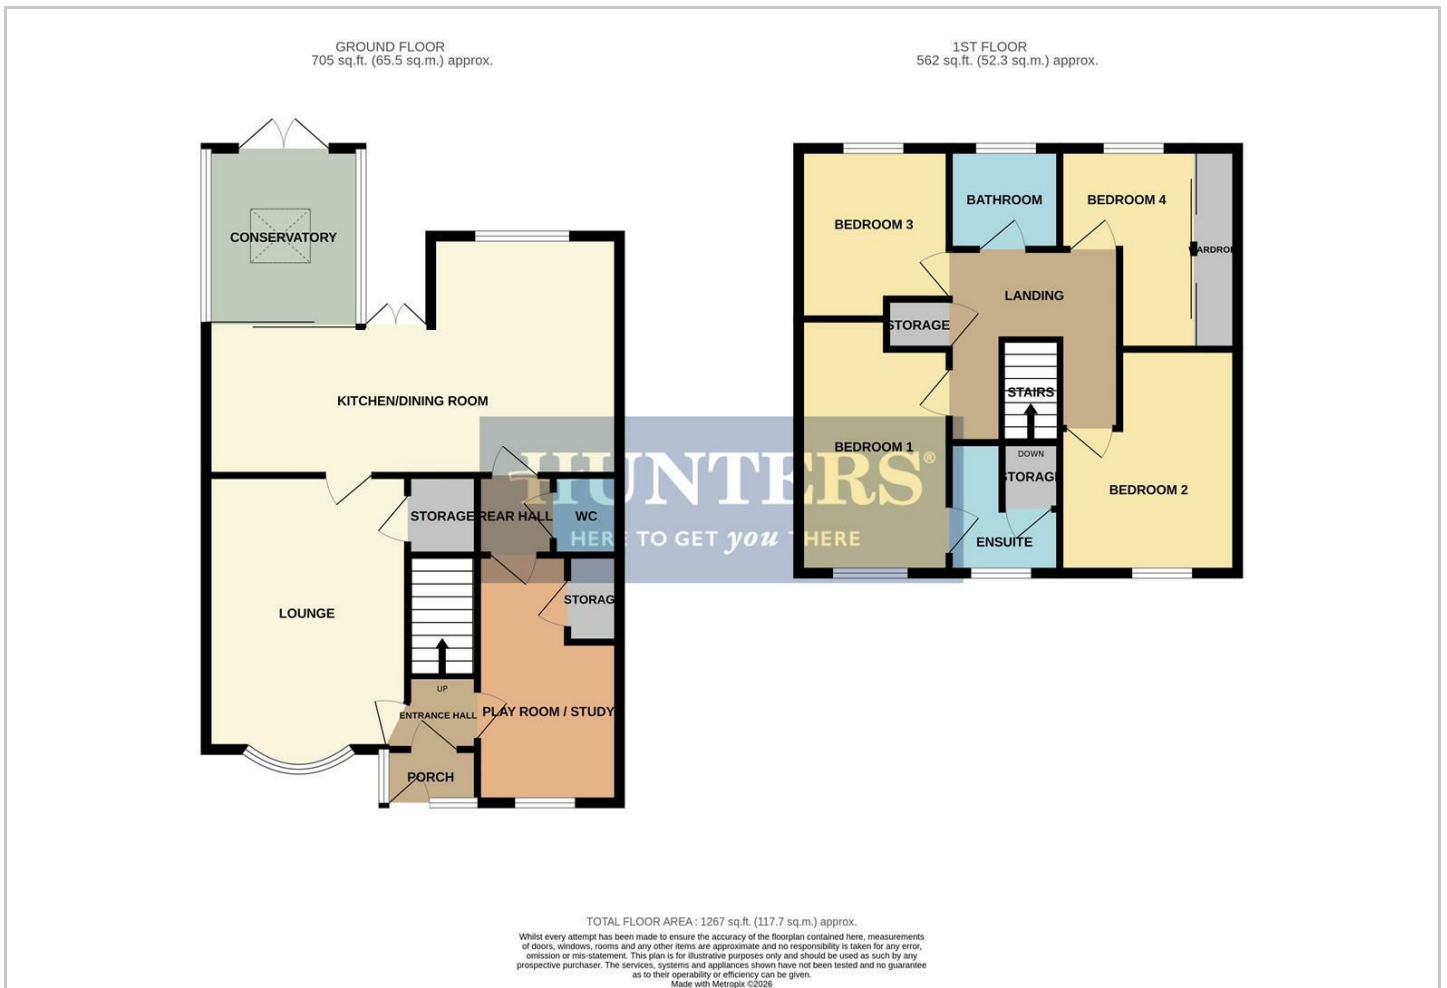 GROUND FLOOR
705 sq.ft. (65.5 sq.m.) approx.
1ST FLOOR
562 sq.ft. (52.3 sq.m.) approx.
CONSERVATORY
KITCHEN/DINING ROOM
STORAGE
REAR HALL
WC
LOUNGE
STORAG
UP
ENTRANCE HALL
PLAY ROOM / STUDY
PORCH
BEDROOM 3
BATHROOM
BEDROOM 4
WARDROB
LANDING
STORAGE
STAIRS
BEDROOM 1
DOWN
STORAGE
BEDROOM 2
ENSUITE
HUNTERS®
HERE TO GET you THERE
TOTAL FLOOR AREA : 1267 sq.ft. (117.7 sq.m.) approx.
Whilst every attempt has been made to ensure the accuracy of the floorplan contained here, measurements
of doors, windows, rooms and any other items are approximate and no responsibility is taken for any error,
omission or mis-statement. This plan is for illustrative purposes only and should be used as such by any
prospective purchaser. The services, systems and appliances shown have not been tested and no guarantee
as to their operability or efficiency can be given.
Made with Metropix ©2026